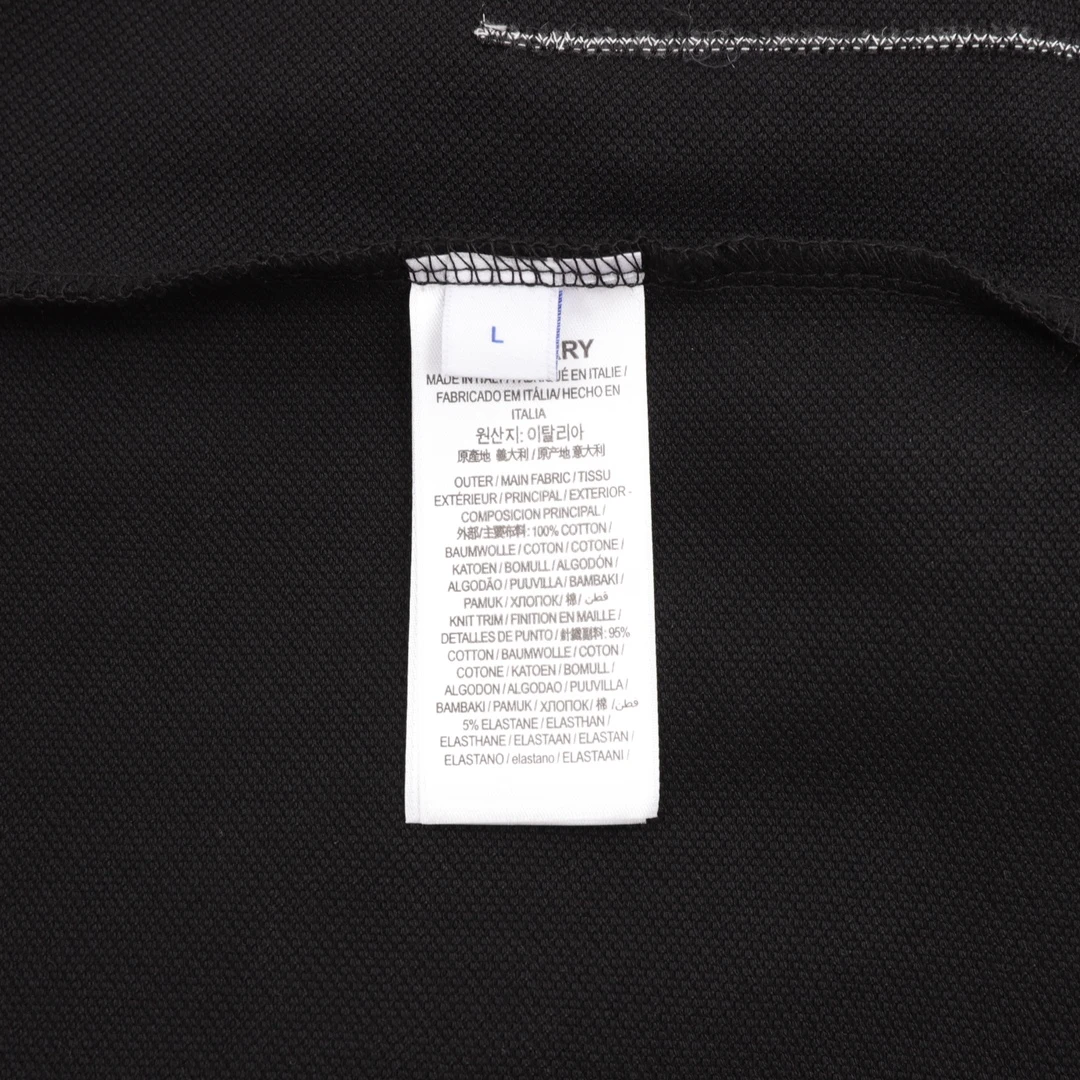 L
RY
MADE IN ITALY / FABRIQUÉ EN ITALIE /
FABRICADO EM ITÁLIA/ HECHO EN
ITALIA
원산지: 이탈리아
原產地 義大利 / 原产地 意大利
OUTER / MAIN FABRIC / TISSU
EXTÉRIEUR / PRINCIPAL / EXTERIOR -
COMPOSICION PRINCIPAL /
外部/主要布料: 100% COTTON /
BAUMWOLLE / COTON / COTONE /
KATOEN / BOMULL / ALGODÓN /
ALGODÃO / PUUVILLA / BAMBAKI /
PAMUK / ХЛОПОК/ 棉/ قطن
KNIT TRIM / FINITION EN MAILLE /
DETALLES DE PUNTO / 針織副料: 95%
COTTON / BAUMWOLLE / COTON /
COTONE / KATOEN / BOMULL /
ALGODON / ALGODAO / PUUVILLA /
BAMBAKI / PAMUK / ХЛОПОК/ 棉 / قطن
5% ELASTANE / ELASTHAN /
ELASTHANE / ELASTAAN / ELASTAN /
ELASTANO / elastano / ELASTAANI /